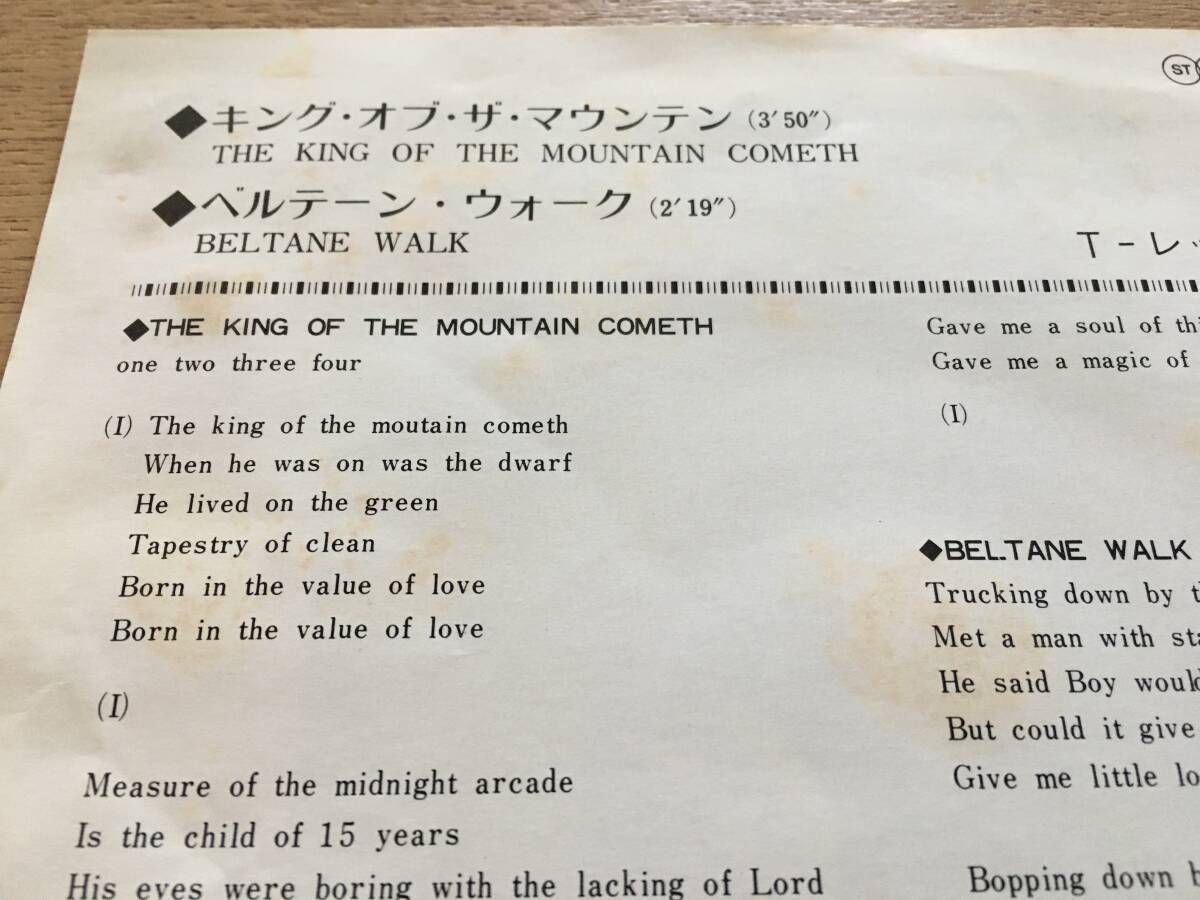 ST
◆キング・オブ・ザ・マウンテン (3′50″)
THE KING OF THE MOUNTAIN COMETH
◆ベルテーン・ウォーク (2′19″)
BELTANE WALK
T-レッ
◆THE KING OF THE MOUNTAIN COMETH
one two three four
(I) The king of the moutain cometh
When he was on was the dwarf
He lived on the green
Tapestry of clean
Born in the value of love
Born in the value of love
(I)
Measure of the midnight arcade
Is the child of 15 years
His eyes were boring with the lacking of Lord
Gave me a soul of
Gave me a magic of
(I)
◆BELTANE WALK
Trucking down by
Met a man with
He said Boy
But could it give
Give me little
Bopping down